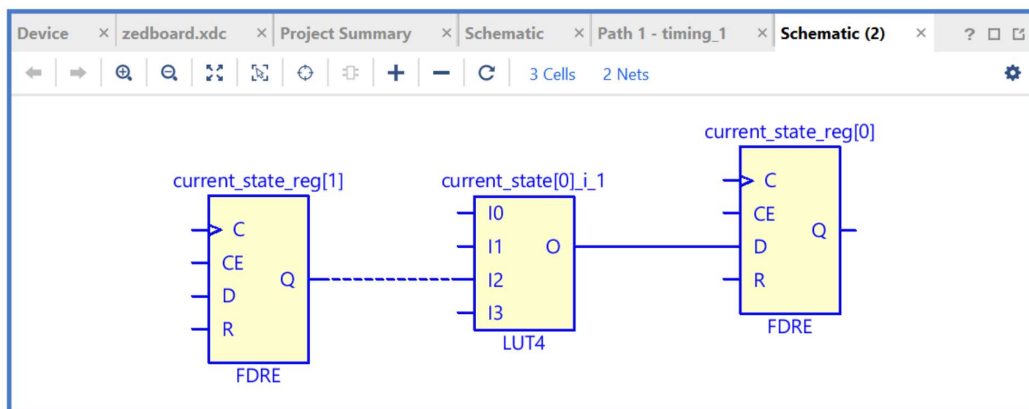 Device × zedboard.xdc × Project Summary × Schematic × Path 1 - timing_1 × Schematic (2) × ?
3 Cells 2 Nets
current_state_reg[1]
C
CE
D
R
Q
FDRE
current_state[0]_i_1
I0
I1
I2
I3
O
LUT4
current_state_reg[0]
C
CE
D
R
Q
FDRE